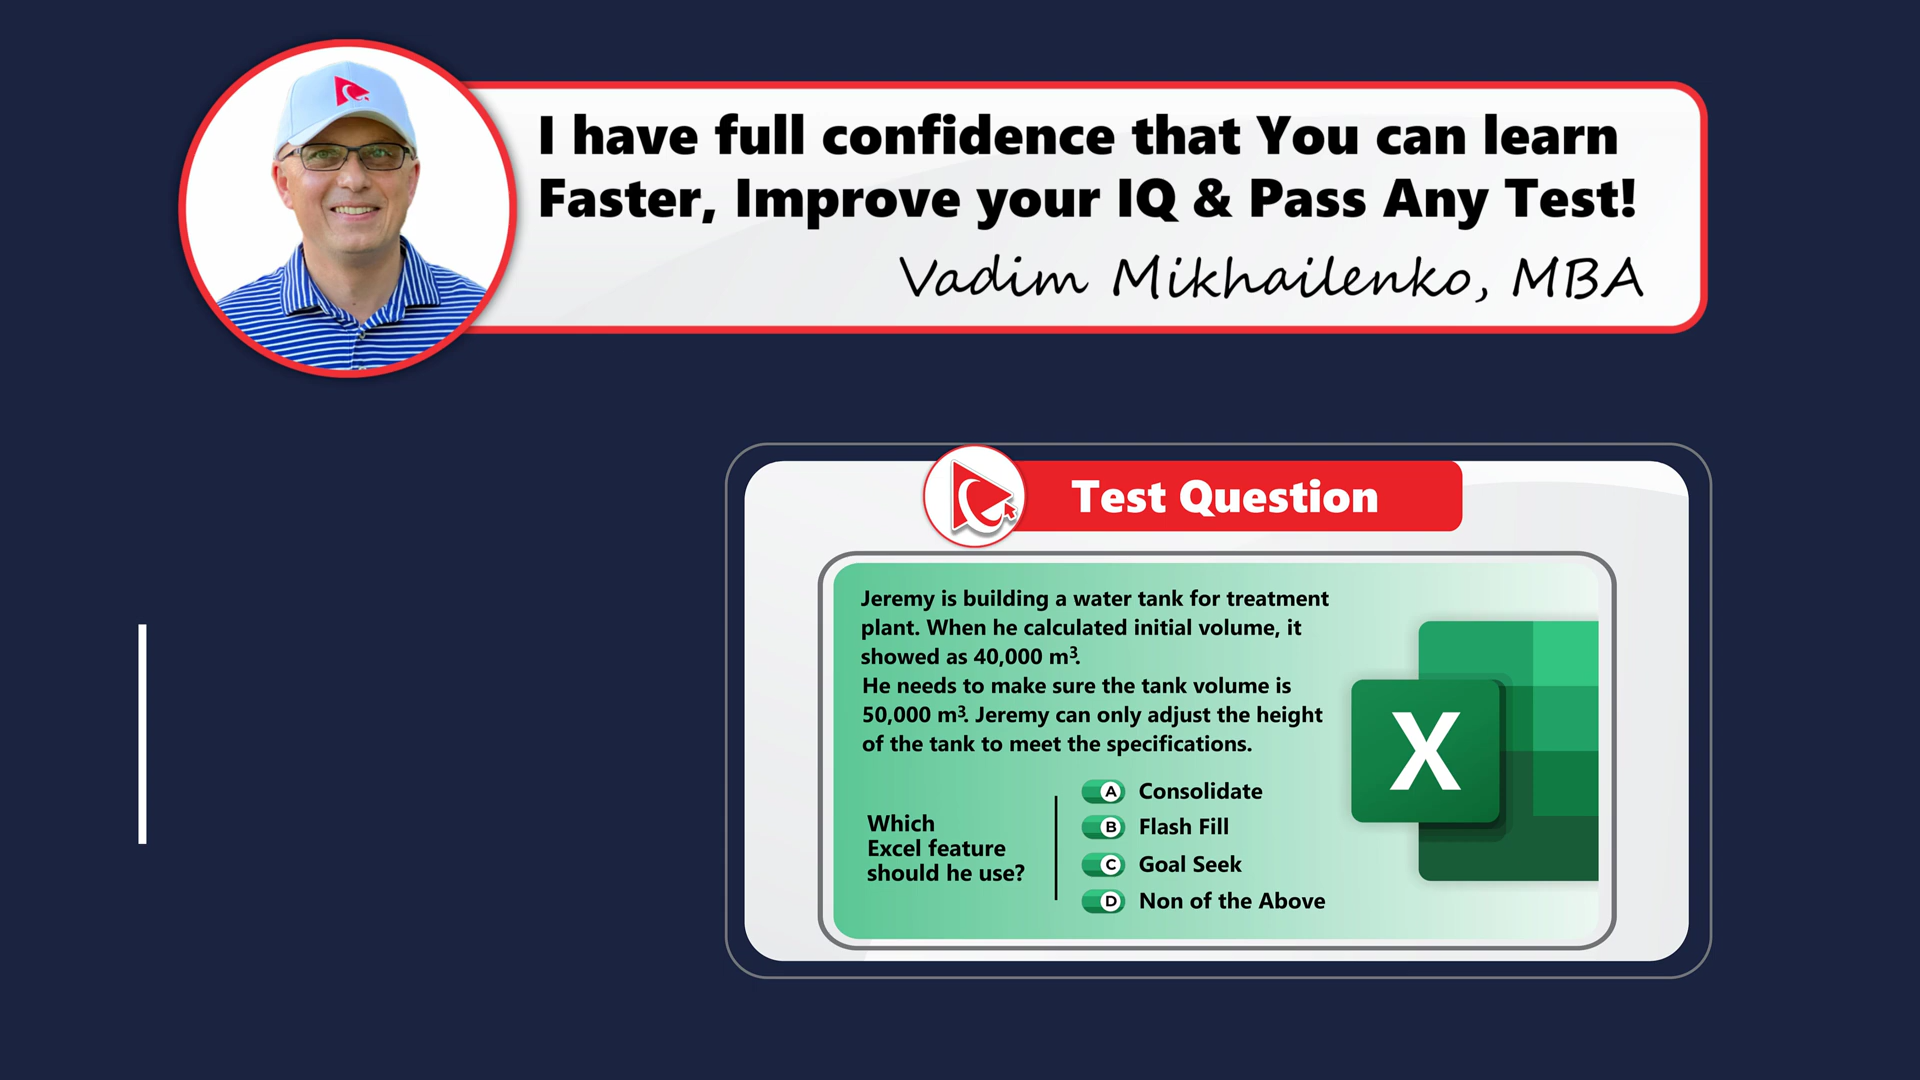 I have full confidence that You can learn
Faster, Improve your IQ & Pass Any Test!
Vadim Mikhailenko, MBA
Test Question
Jeremy is building a water tank for treatment
plant. When he calculated initial volume, it
showed as 40,000 m³.
He needs to make sure the tank volume is
50,000 m³. Jeremy can only adjust the height
of the tank to meet the specifications.
Which
Excel feature
should he use?
A Consolidate
B Flash Fill
C Goal Seek
D Non of the Above
X